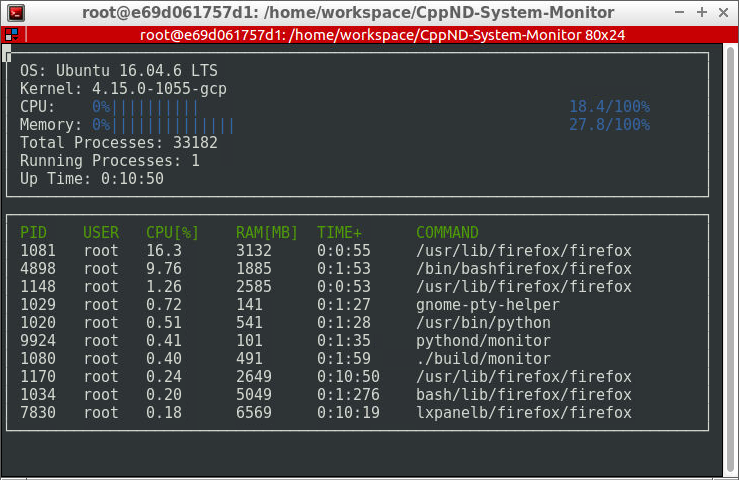 root@e69d061757d1: /home/workspace/CppND-System-Monitor
root@e69d061757d1: /home/workspace/CppND-System-Monitor 80x24
OS: Ubuntu 16.04.6 LTS
Kernel: 4.15.0-1055-gcp
CPU: 0%|||||||||| 18.4/100%
Memory: 0%|||||||||||||| 27.8/100%
Total Processes: 33182
Running Processes: 1
Up Time: 0:10:50
PID USER CPU[%] RAM[MB] TIME+ COMMAND
1081 root 16.3 3132 0:0:55 /usr/lib/firefox/firefox
4898 root 9.76 1885 0:1:53 /bin/bashfirefox/firefox
1148 root 1.26 2585 0:0:53 /usr/lib/firefox/firefox
1029 root 0.72 141 0:1:27 gnome-pty-helper
1020 root 0.51 541 0:1:28 /usr/bin/python
9924 root 0.41 101 0:1:35 pythond/monitor
1080 root 0.40 491 0:1:59 ./build/monitor
1170 root 0.24 2649 0:10:50 /usr/lib/firefox/firefox
1034 root 0.20 5049 0:1:276 bash/lib/firefox/firefox
7830 root 0.18 6569 0:10:19 lxpanelb/firefox/firefox